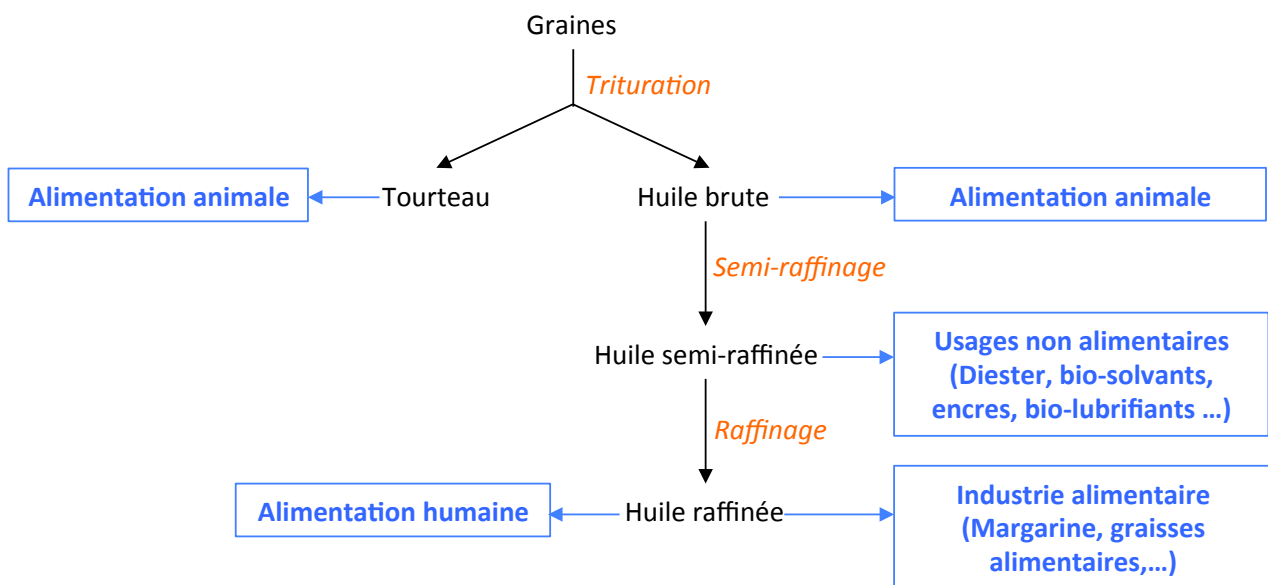 Graines
Trituration
Alimentation animale
Tourteau
Huile brute
Alimentation animale
Semi-raffinage
Huile semi-raffinée
Usages non alimentaires
(Diester, bio-solvants,
encres, bio-lubrifiants ...)
Raffinage
Alimentation humaine
Huile raffinée
Industrie alimentaire
(Margarine, graisses
alimentaires,...)